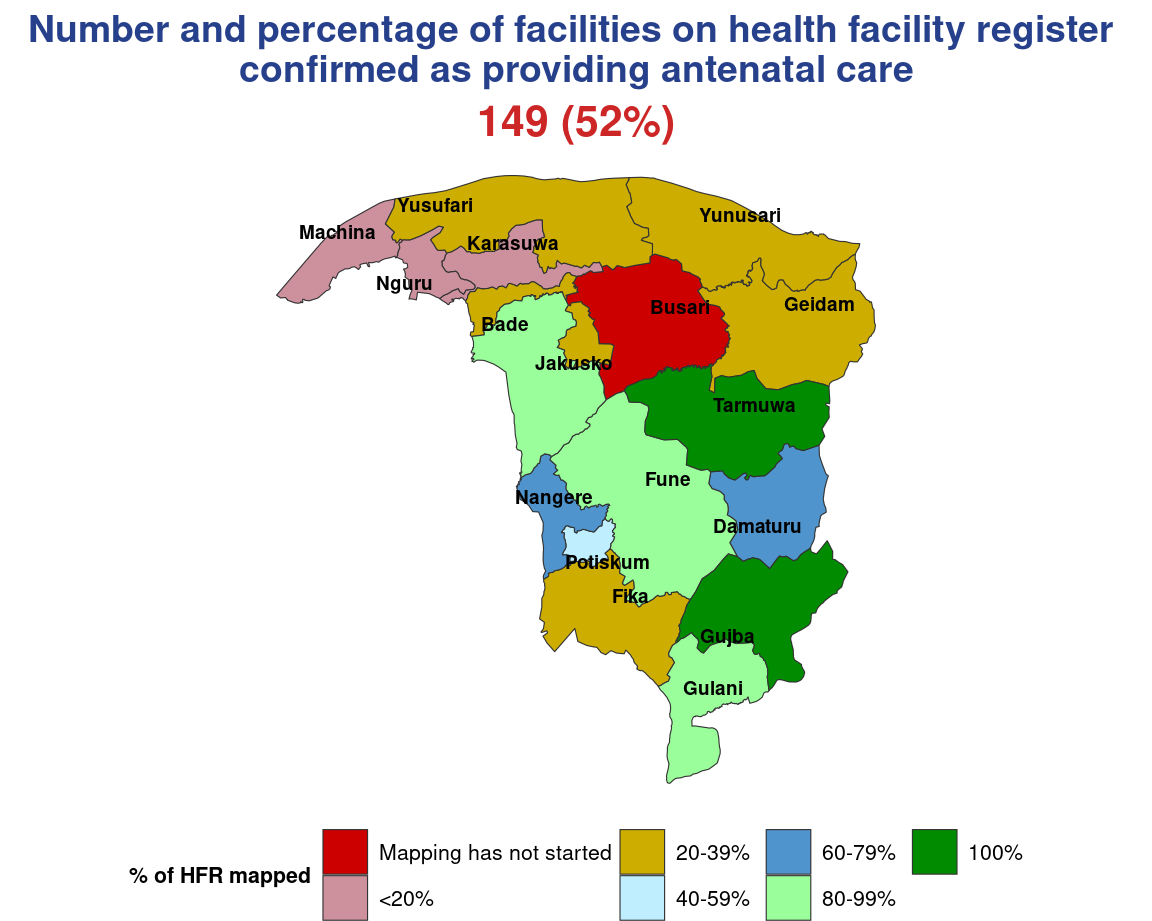 Number and percentage of facilities on health facility register
confirmed as providing antenatal care
149 (52%)
Yusufari
Yunusari
Machina
Karasuwa
Nguru
Busari
Geidam
Bade
Jakusko
Tarmuwa
Fune
Nangere
Damaturu
Potiskum
Fika
Gujba
Gulani
% of HFR mapped
Mapping has not started
<20%
20-39%
40-59%
60-79%
80-99%
100%